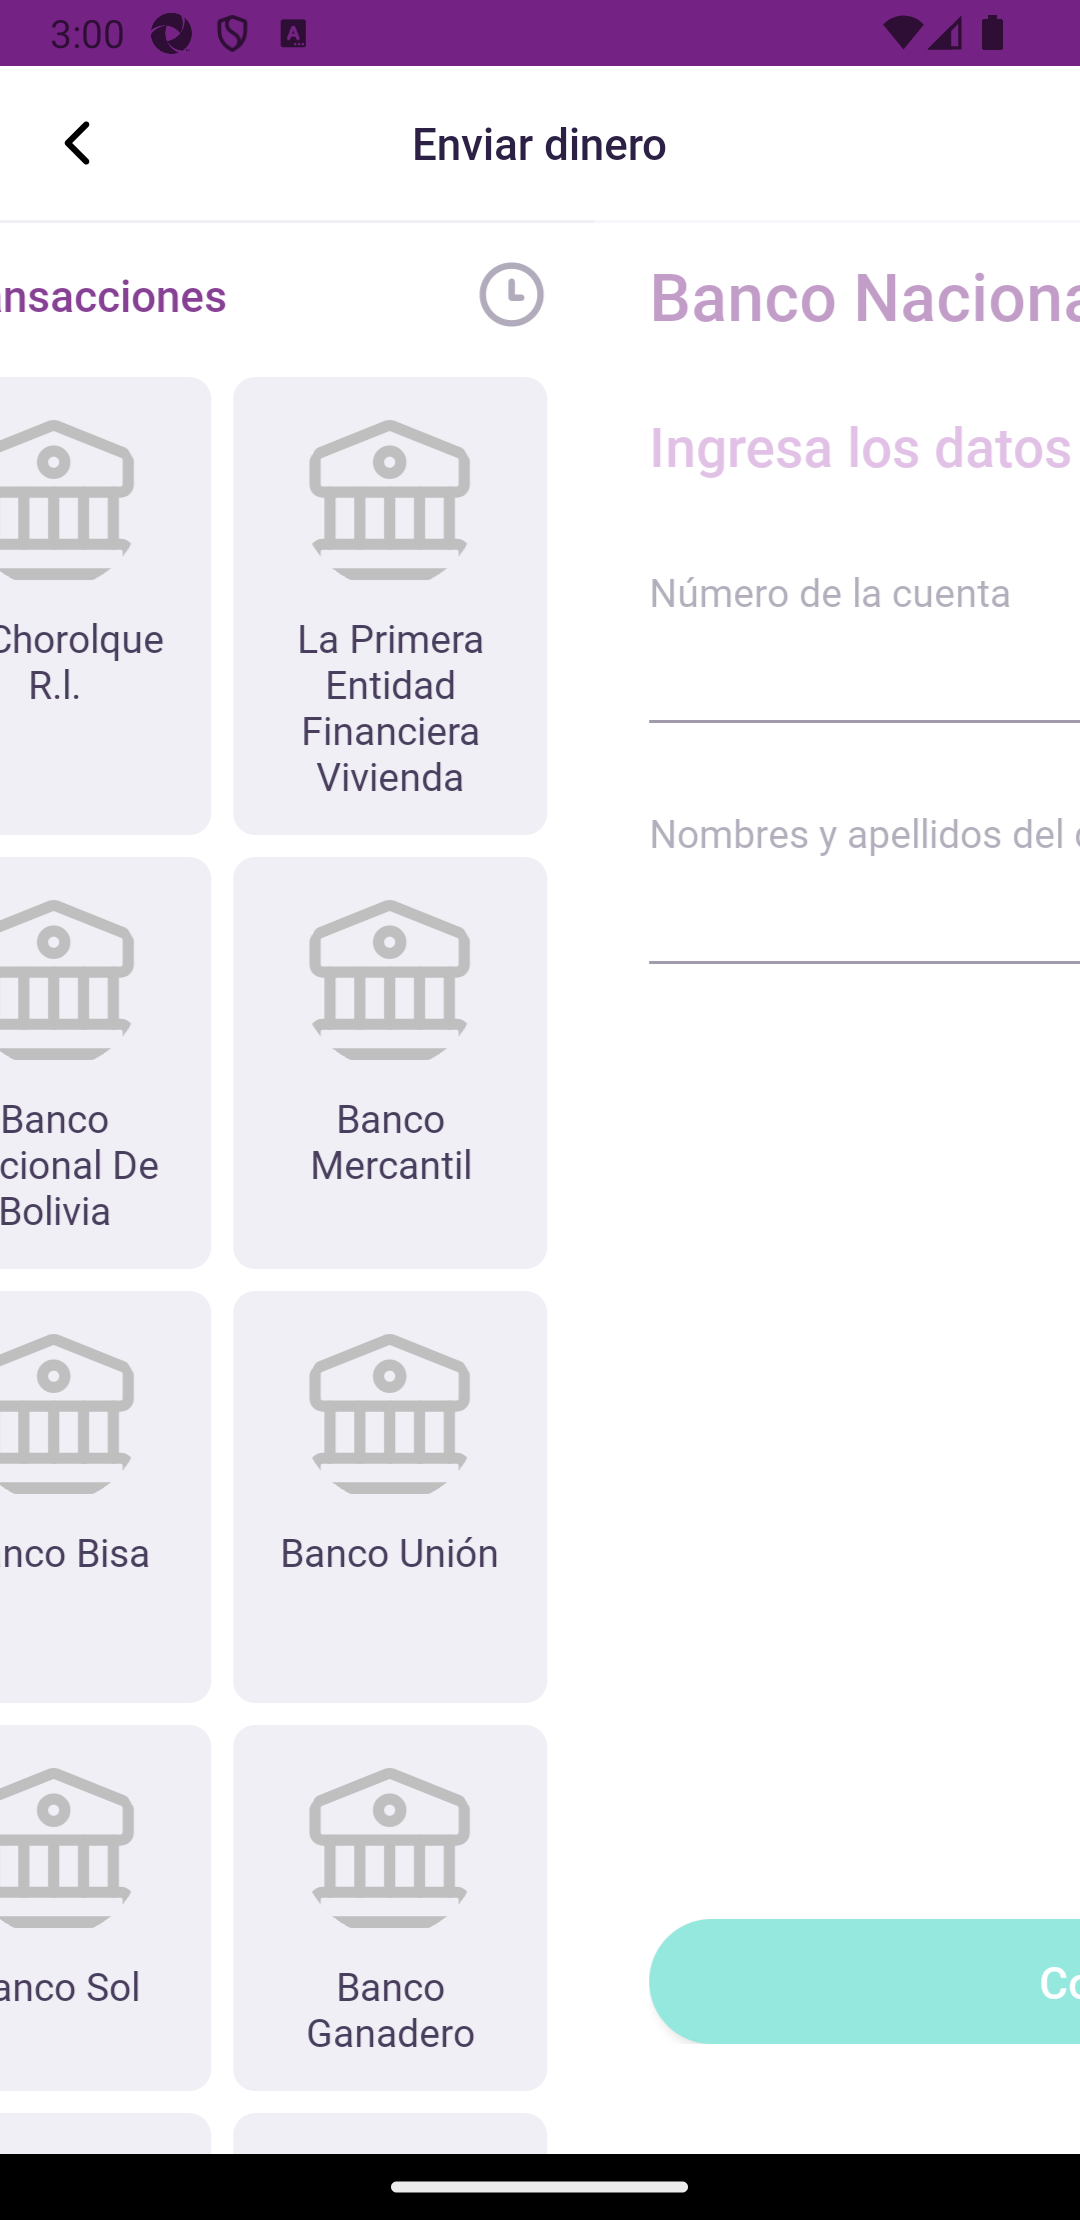 3:00
Enviar dinero
ansacciones
Chorolque
R.l.
La Primera
Entidad
Financiera
Vivienda
Banco
cional De
Bolivia
Banco
Mercantil
nco Bisa
Banco Unión
anco Sol
Banco
Ganadero
Banco Naciona
Ingresa los datos
Número de la cuenta
Nombres y apellidos del
Co